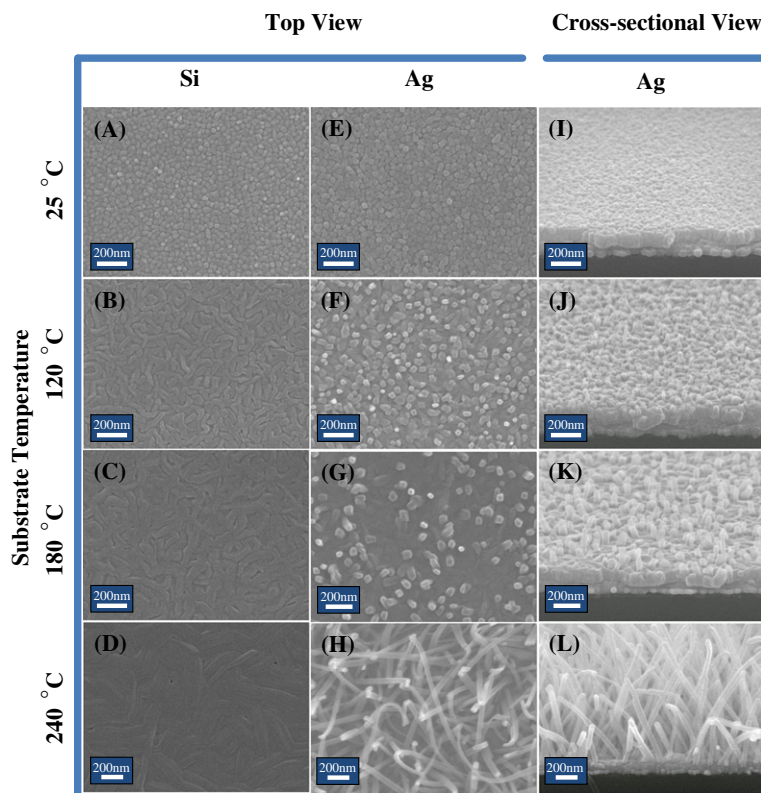 Top View
Cross-sectional View
Si
Ag
Ag
Substrate Temperature
25 °C
(A)
200nm
(E)
200nm
(I)
200nm
120 °C
(B)
200nm
(F)
200nm
(J)
200nm
180 °C
(C)
200nm
(G)
200nm
(K)
200nm
240 °C
(D)
200nm
(H)
200nm
(L)
200nm